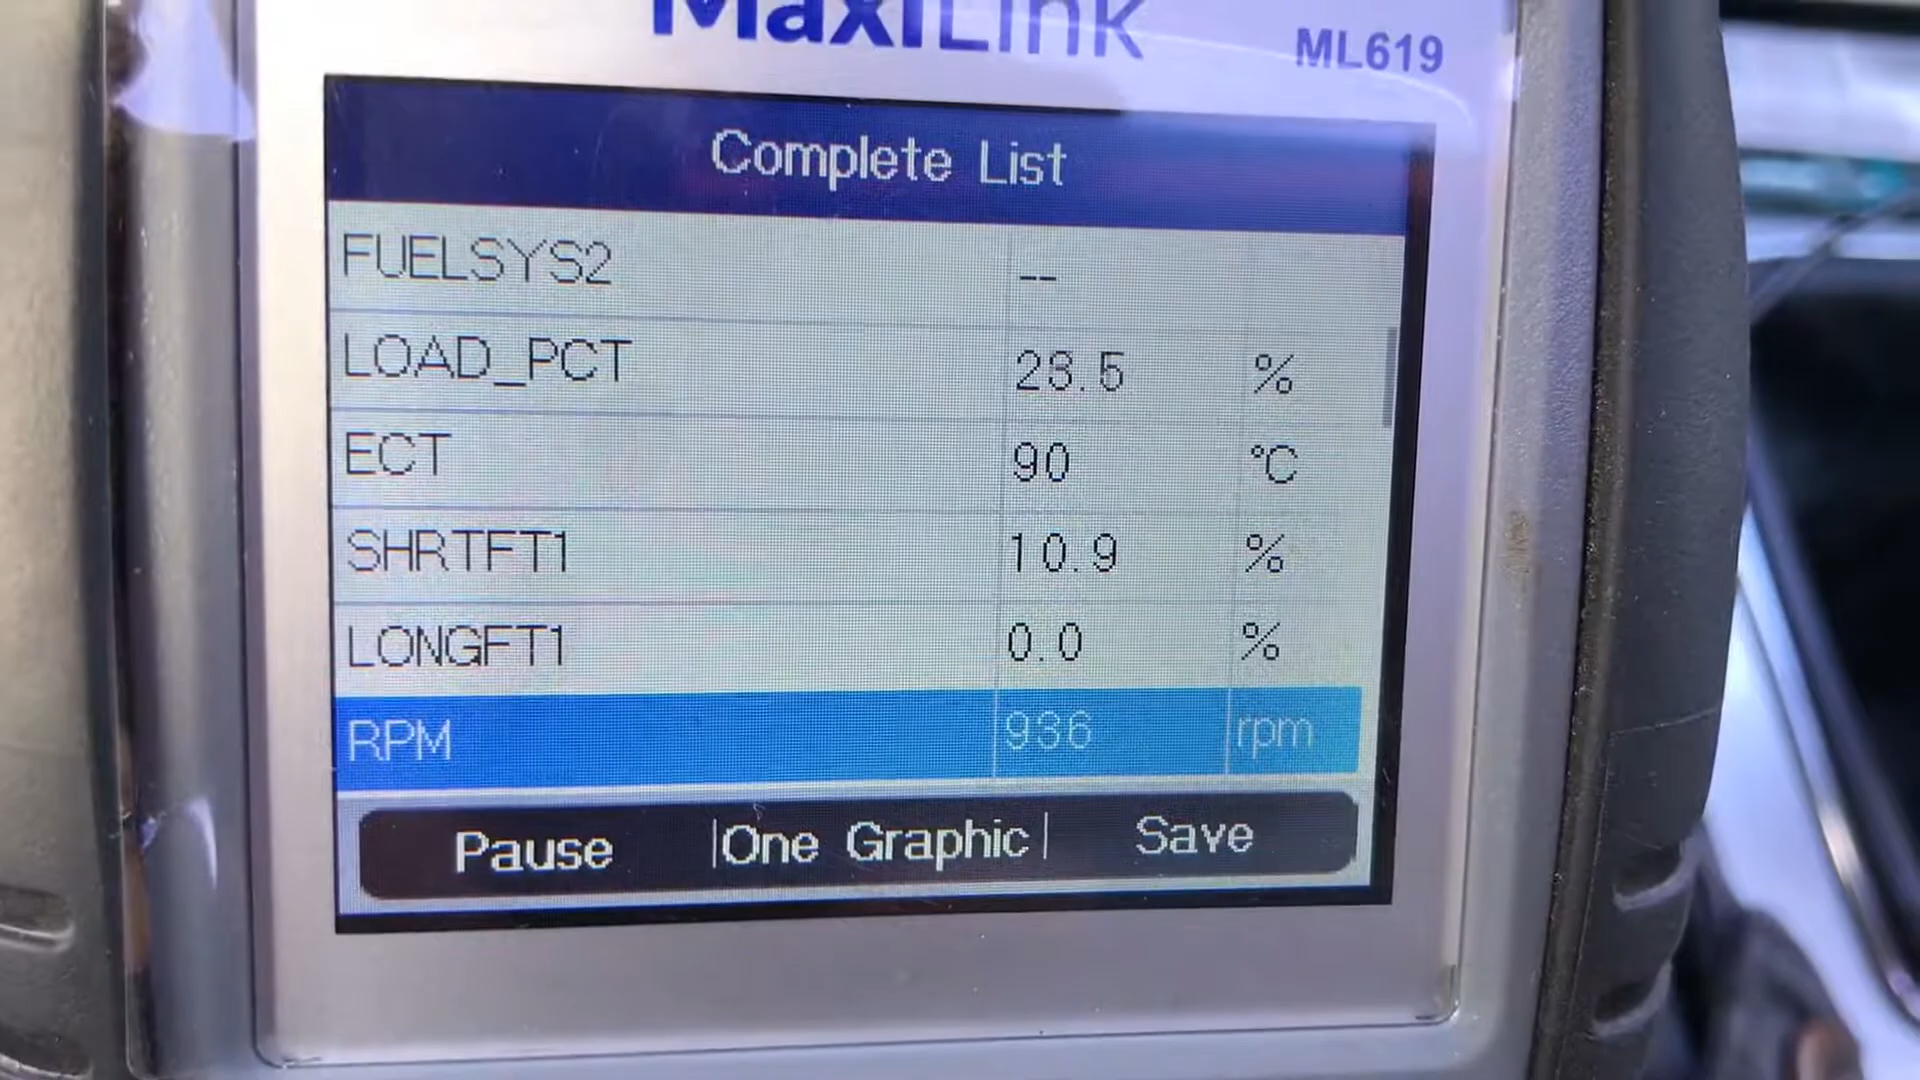 MaxiLink
ML619
Complete List
FUELSYS2 --
LOAD_PCT 28.5 %
ECT 90 °C
SHRTFT1 10.9 %
LONGFT1 0.0 %
RPM 936 rpm
Pause |One Graphic| Save